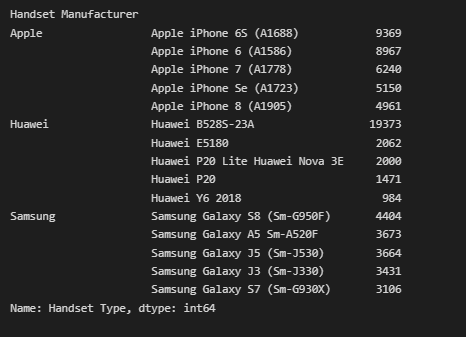 Handset Manufacturer
Apple Apple iPhone 6S (A1688) 9369
Apple iPhone 6 (A1586) 8967
Apple iPhone 7 (A1778) 6240
Apple iPhone Se (A1723) 5150
Apple iPhone 8 (A1905) 4961
Huawei Huawei B528S-23A 19373
Huawei E5180 2062
Huawei P20 Lite Huawei Nova 3E 2000
Huawei P20 1471
Huawei Y6 2018 984
Samsung Samsung Galaxy S8 (Sm-G950F) 4404
Samsung Galaxy A5 Sm-A520F 3673
Samsung Galaxy J5 (Sm-J530) 3664
Samsung Galaxy J3 (Sm-J330) 3431
Samsung Galaxy S7 (Sm-G930X) 3106
Name: Handset Type, dtype: int64